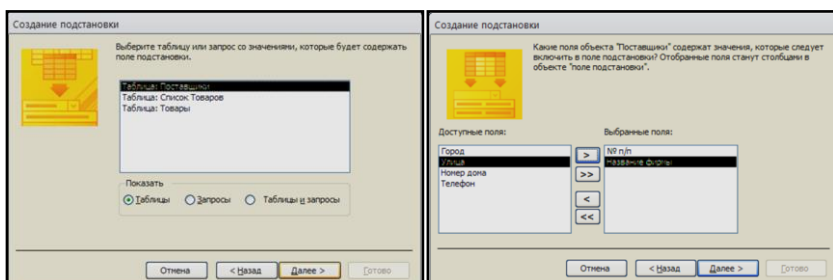 Создание подстановки
Выберите таблицу или запрос со значениями, которые будет содержать
поле подстановки.
Таблица: Поставщики
Таблица: Список Товаров
Таблица: Товары
Показать
Таблицы Запросы Таблицы и запросы
Отмена < Назад Далее > Готово
Создание подстановки
Какие поля объекта "Поставщики" содержат значения, которые следует
включить в поле подстановки? Отобранные поля станут столбцами в
объекте "поле подстановки".
Доступные поля: Выбранные поля:
Город
Улица
Номер дона
Телефон
>
>>
<
<<
№ п/п
Название фирмы
Отмена < Назад Далее > Готово